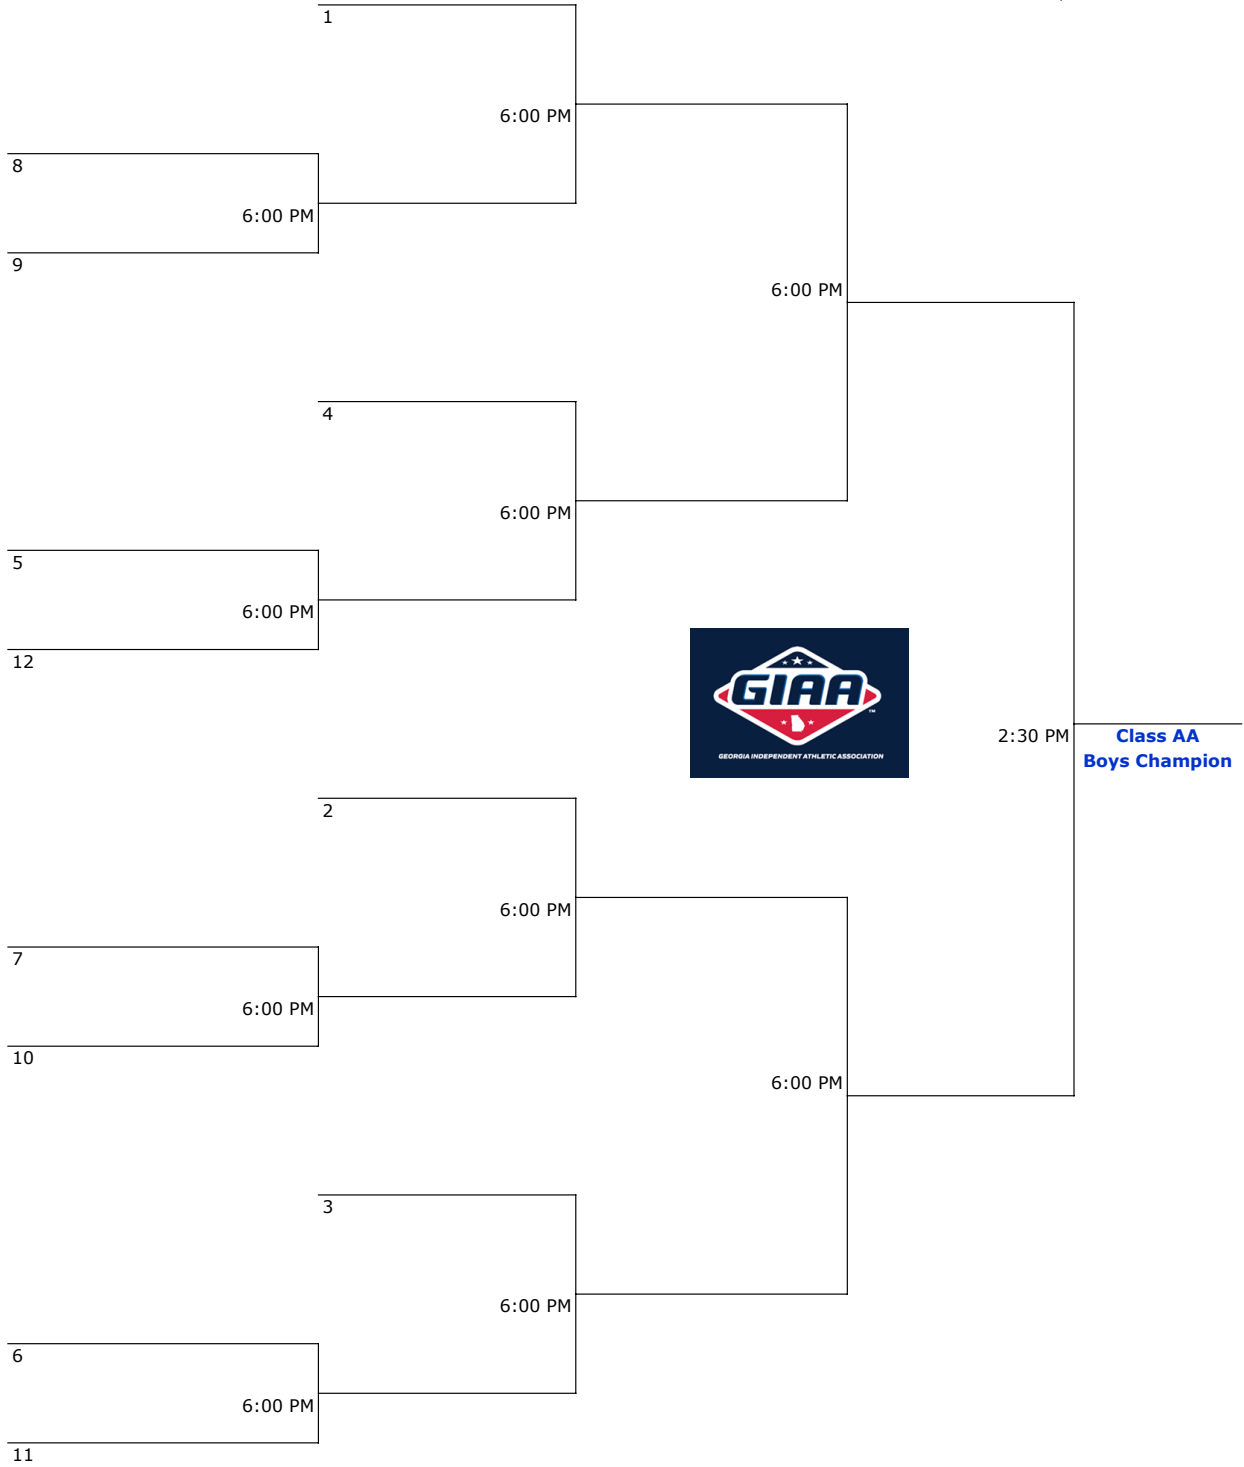 1
6:00 PM
8
6:00 PM
9
6:00 PM
4
6:00 PM
5
6:00 PM
12
GIAA
™
GEORGIA INDEPENDENT ATHLETIC ASSOCIATION
2:30 PM
Class AA
Boys Champion
2
6:00 PM
7
6:00 PM
10
6:00 PM
3
6:00 PM
6
6:00 PM
11